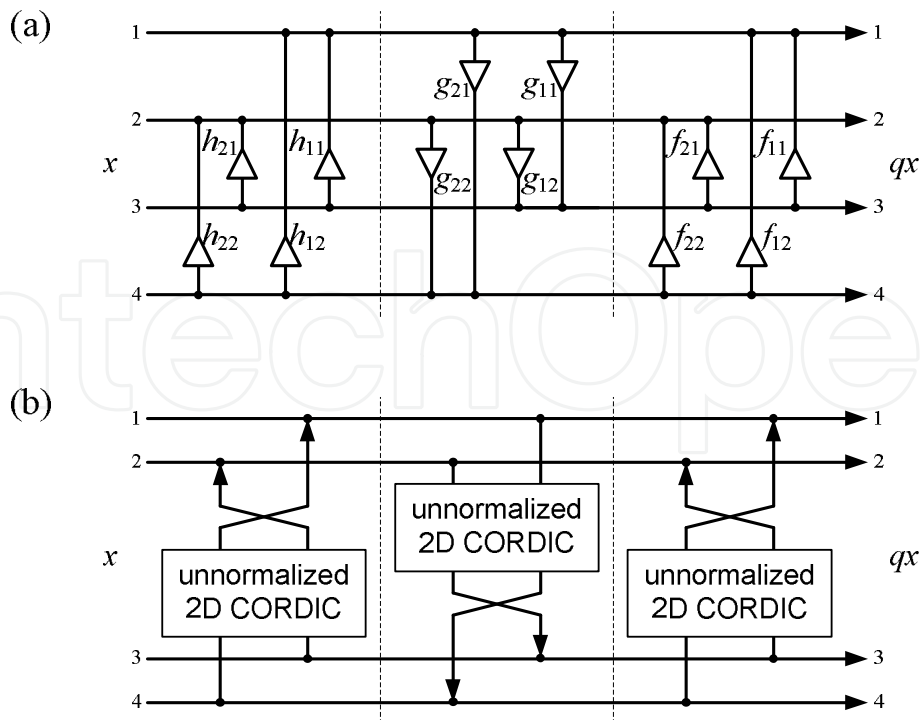 (a)
1 1
g21 g11
2 2
h21 h11 f21 f11
x g22 g12 qx
3 3
h22 h12 f22 f12
4 4
ntechOpe
(b)
1 1
2 2
unnormalized
2D CORDIC
x qx
unnormalized
2D CORDIC
unnormalized
2D CORDIC
3 3
4 4